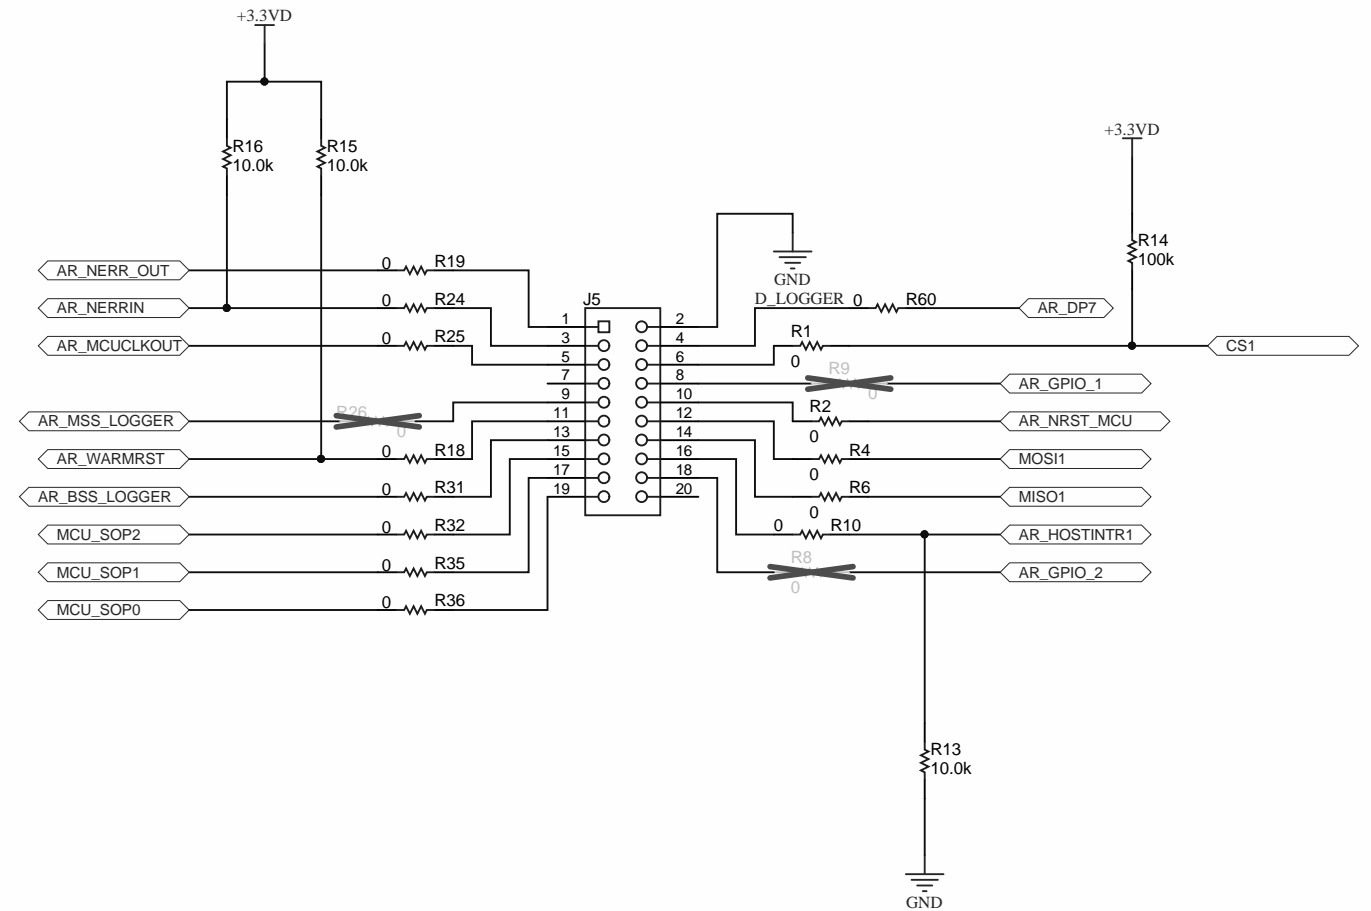 +3.3VD
R16
10.0k
R15
10.0k
+3.3VD
R14
100k
AR_NERR_OUT
0
R19
GND
AR_NERRIN
0
R24
J5
D_LOGGER
0
R60
AR_DP7
AR_MCUCLKOUT
0
R25
1
2
3
4
5
6
7
8
9
10
11
12
13
14
15
16
17
18
19
20
R1
0
CS1
R9
0
AR_GPIO_1
AR_MSS_LOGGER
R26
0
R2
0
AR_NRST_MCU
AR_WARMRST
0
R18
R4
0
MOSI1
AR_BSS_LOGGER
0
R31
R6
0
MISO1
MCU_SOP2
0
R32
0
R10
AR_HOSTINTR1
MCU_SOP1
0
R35
R8
0
AR_GPIO_2
MCU_SOP0
0
R36
R13
10.0k
GND